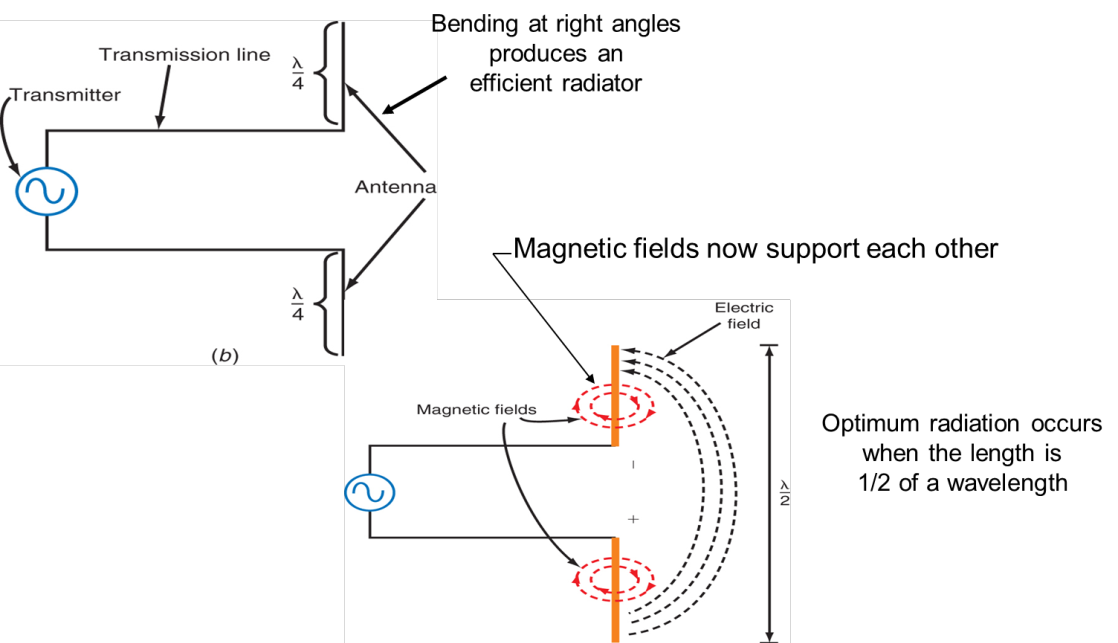 Bending at right angles
produces an
efficient radiator
Transmission line
λ
4
Transmitter
Antenna
λ
4
(b)
Magnetic fields now support each other
Electric
field
Magnetic fields
−
+
λ
2
Optimum radiation occurs
when the length is
1/2 of a wavelength